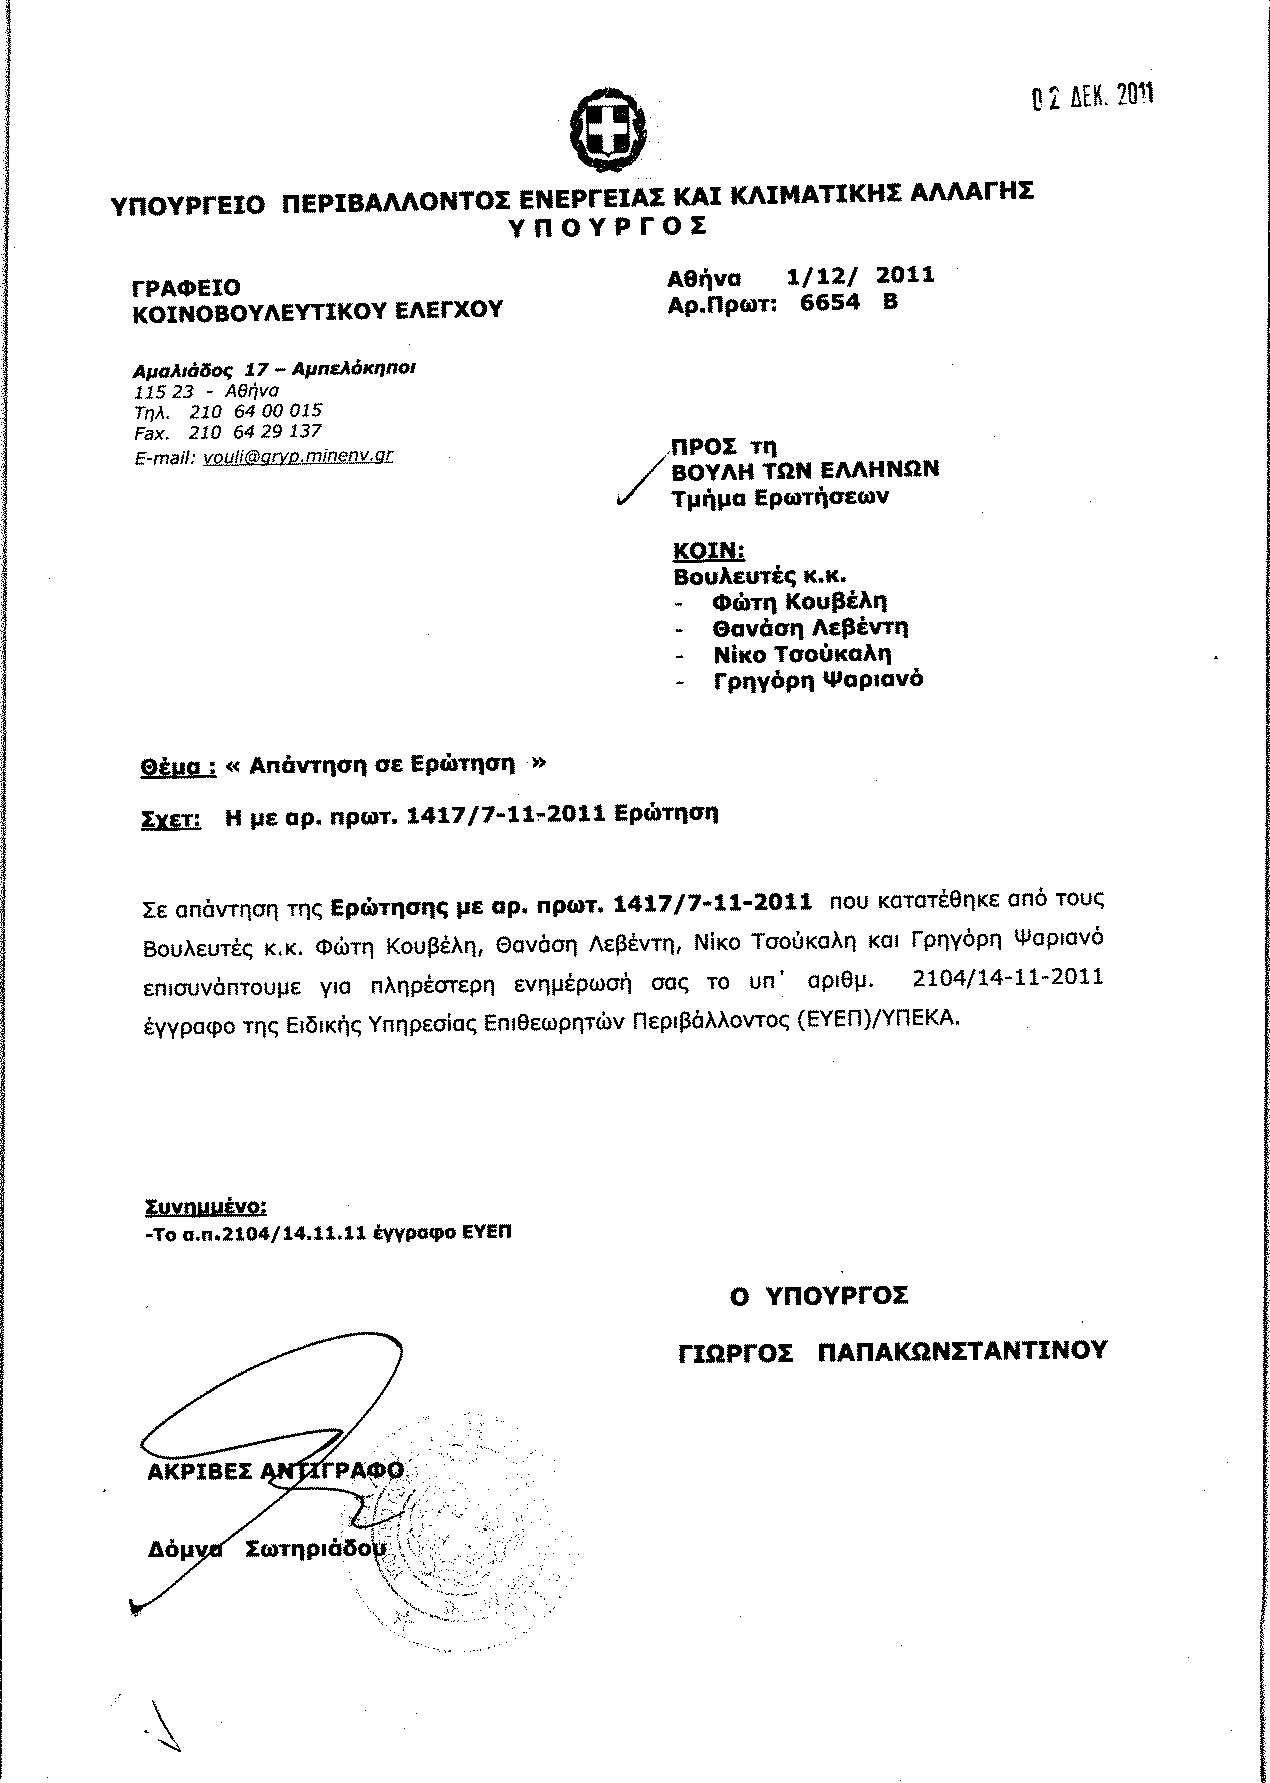 02 ΔΕΚ. 2011
ΥΠΟΥΡΓΕΙΟ ΠΕΡΙΒΑΛΛΟΝΤΟΣ ΕΝΕΡΓΕΙΑΣ ΚΑΙ ΚΛΙΜΑΤΙΚΗΣ ΑΛΛΑΓΗΣ
Υ Π Ο Υ Ρ Γ Ο Σ
ΓΡΑΦΕΙΟ
ΚΟΙΝΟΒΟΥΛΕΥΤΙΚΟΥ ΕΛΕΓΧΟΥ
Αθήνα 1/12/ 2011
Αρ.Πρωτ: 6654 Β
Αμαλιάδος 17 – Αμπελόκηποι
115 23 - Αθήνα
Τηλ. 210 64 00 015
Fax. 210 64 29 137
E-mail: vouli@gryp.minenv.gr
ΠΡΟΣ τη
ΒΟΥΛΗ ΤΩΝ ΕΛΛΗΝΩΝ
Τμήμα Ερωτήσεων
ΚΟΙΝ:
Βουλευτές κ.κ.
- Φώτη Κουβέλη
- Θανάση Λεβέντη
- Νίκο Τσούκαλη
- Γρηγόρη Ψαριανό
Θέμα : « Απάντηση σε Ερώτηση »
Σχετ: Η με αρ. πρωτ. 1417/7-11-2011 Ερώτηση
Σε απάντηση της Ερώτησης με αρ. πρωτ. 1417/7-11-2011 που κατατέθηκε από τους
Βουλευτές κ.κ. Φώτη Κουβέλη, Θανάση Λεβέντη, Νίκο Τσούκαλη και Γρηγόρη Ψαριανό
επισυνάπτουμε για πληρέστερη ενημέρωσή σας το υπ' αριθμ. 2104/14-11-2011
έγγραφο της Ειδικής Υπηρεσίας Επιθεωρητών Περιβάλλοντος (ΕΥΕΠ)/ΥΠΕΚΑ.
Συνημμένο:
-Το α.π.2104/14.11.11 έγγραφο ΕΥΕΠ
Ο ΥΠΟΥΡΓΟΣ
ΓΙΩΡΓΟΣ ΠΑΠΑΚΩΝΣΤΑΝΤΙΝΟΥ
ΑΚΡΙΒΕΣ ΑΝΤΙΓΡΑΦΟ
Δόμνα Σωτηριάδου